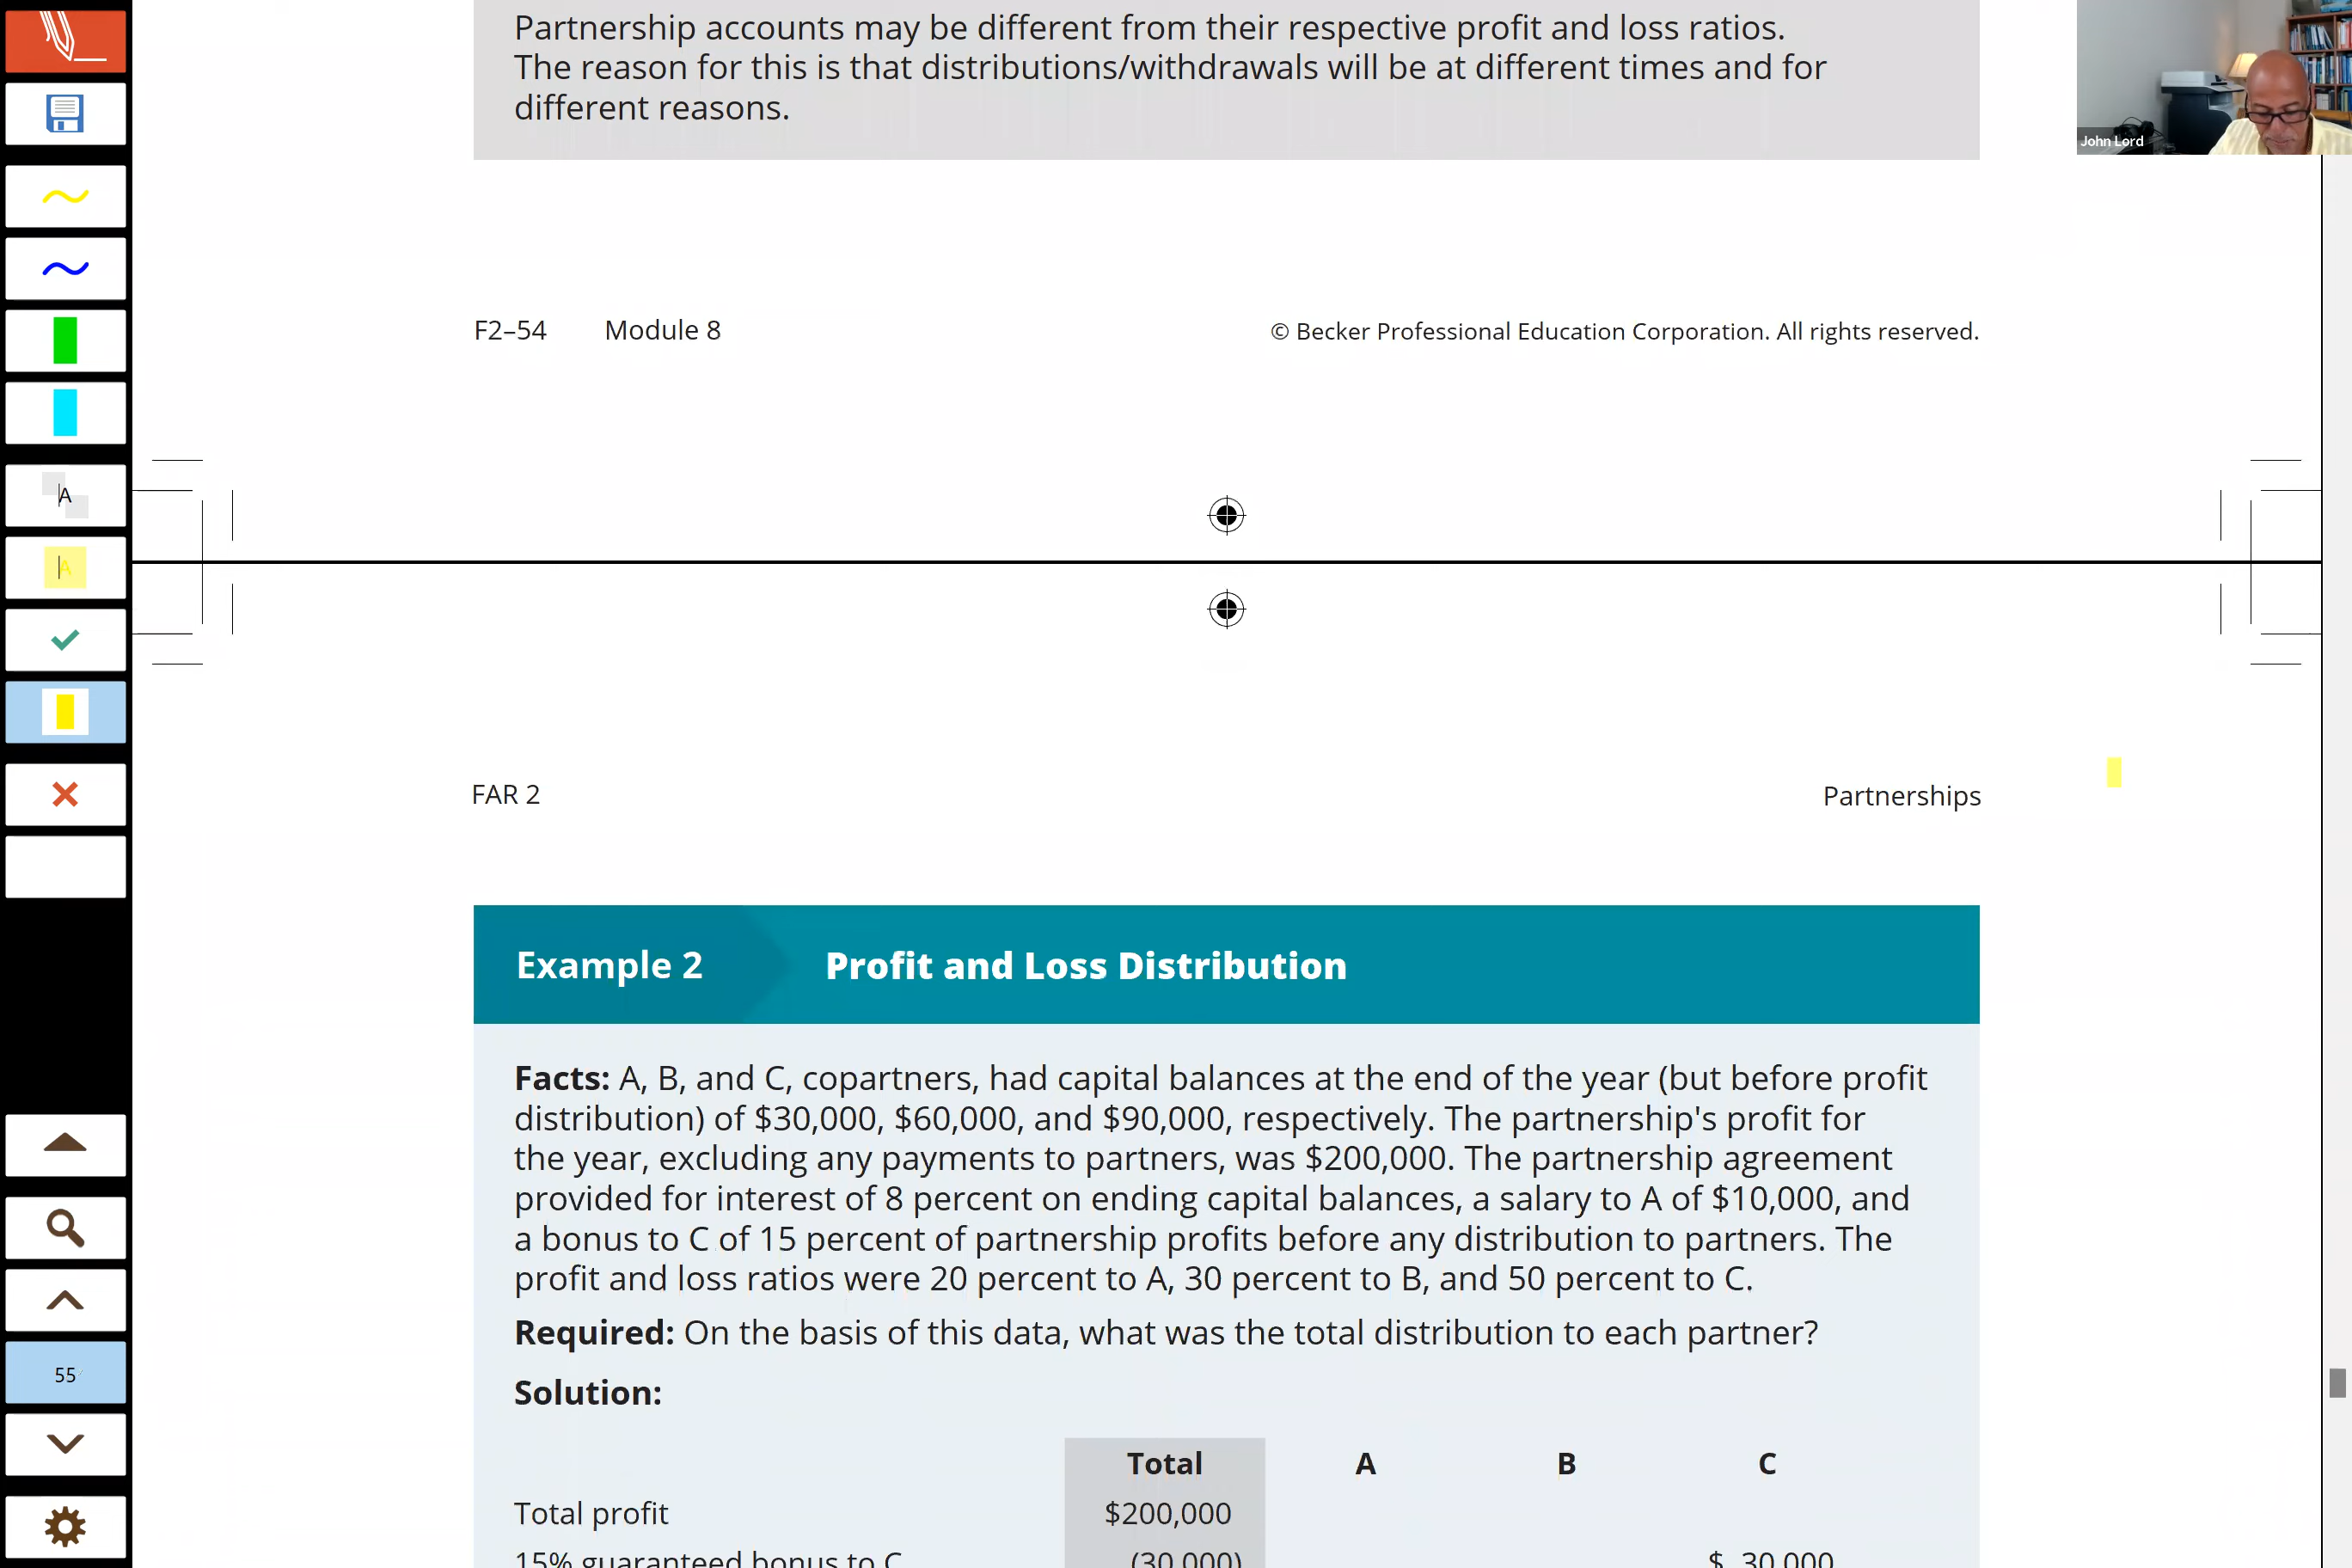 Partnership accounts may be different from their respective profit and loss ratios.
The reason for this is that distributions/withdrawals will be at different times and for
different reasons.
John Lord
F2–54 Module 8 © Becker Professional Education Corporation. All rights reserved.
A
A
FAR 2 Partnerships
Example 2 Profit and Loss Distribution
Facts: A, B, and C, copartners, had capital balances at the end of the year (but before profit
distribution) of $30,000, $60,000, and $90,000, respectively. The partnership's profit for
the year, excluding any payments to partners, was $200,000. The partnership agreement
provided for interest of 8 percent on ending capital balances, a salary to A of $10,000, and
a bonus to C of 15 percent of partnership profits before any distribution to partners. The
profit and loss ratios were 20 percent to A, 30 percent to B, and 50 percent to C.
Required: On the basis of this data, what was the total distribution to each partner?
55
Solution:
Total A B C
Total profit $200,000
15% guaranteed bonus to C (30,000) $ 30,000